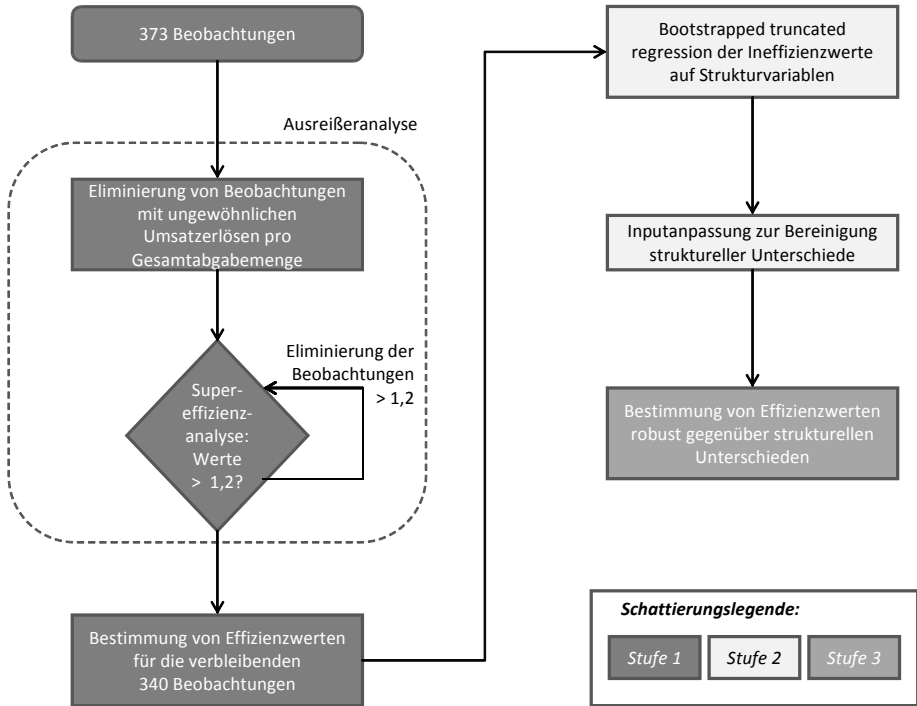 373 Beobachtungen
Ausreißeranalyse
Eliminierung von Beobachtungen
mit ungewöhnlichen
Umsatzerlösen pro
Gesamtabgabemenge
Eliminierung der
Beobachtungen
> 1,2
Super-
effizienz-
analyse:
Werte
> 1,2?
Bestimmung von Effizienzwerten
für die verbleibenden
340 Beobachtungen
Bootstrapped truncated
regression der Ineffizienzwerte
auf Strukturvariablen
Inputanpassung zur Bereinigung
struktureller Unterschiede
Bestimmung von Effizienzwerten
robust gegenüber strukturellen
Unterschieden
Schattierungslegende:
Stufe 1
Stufe 2
Stufe 3